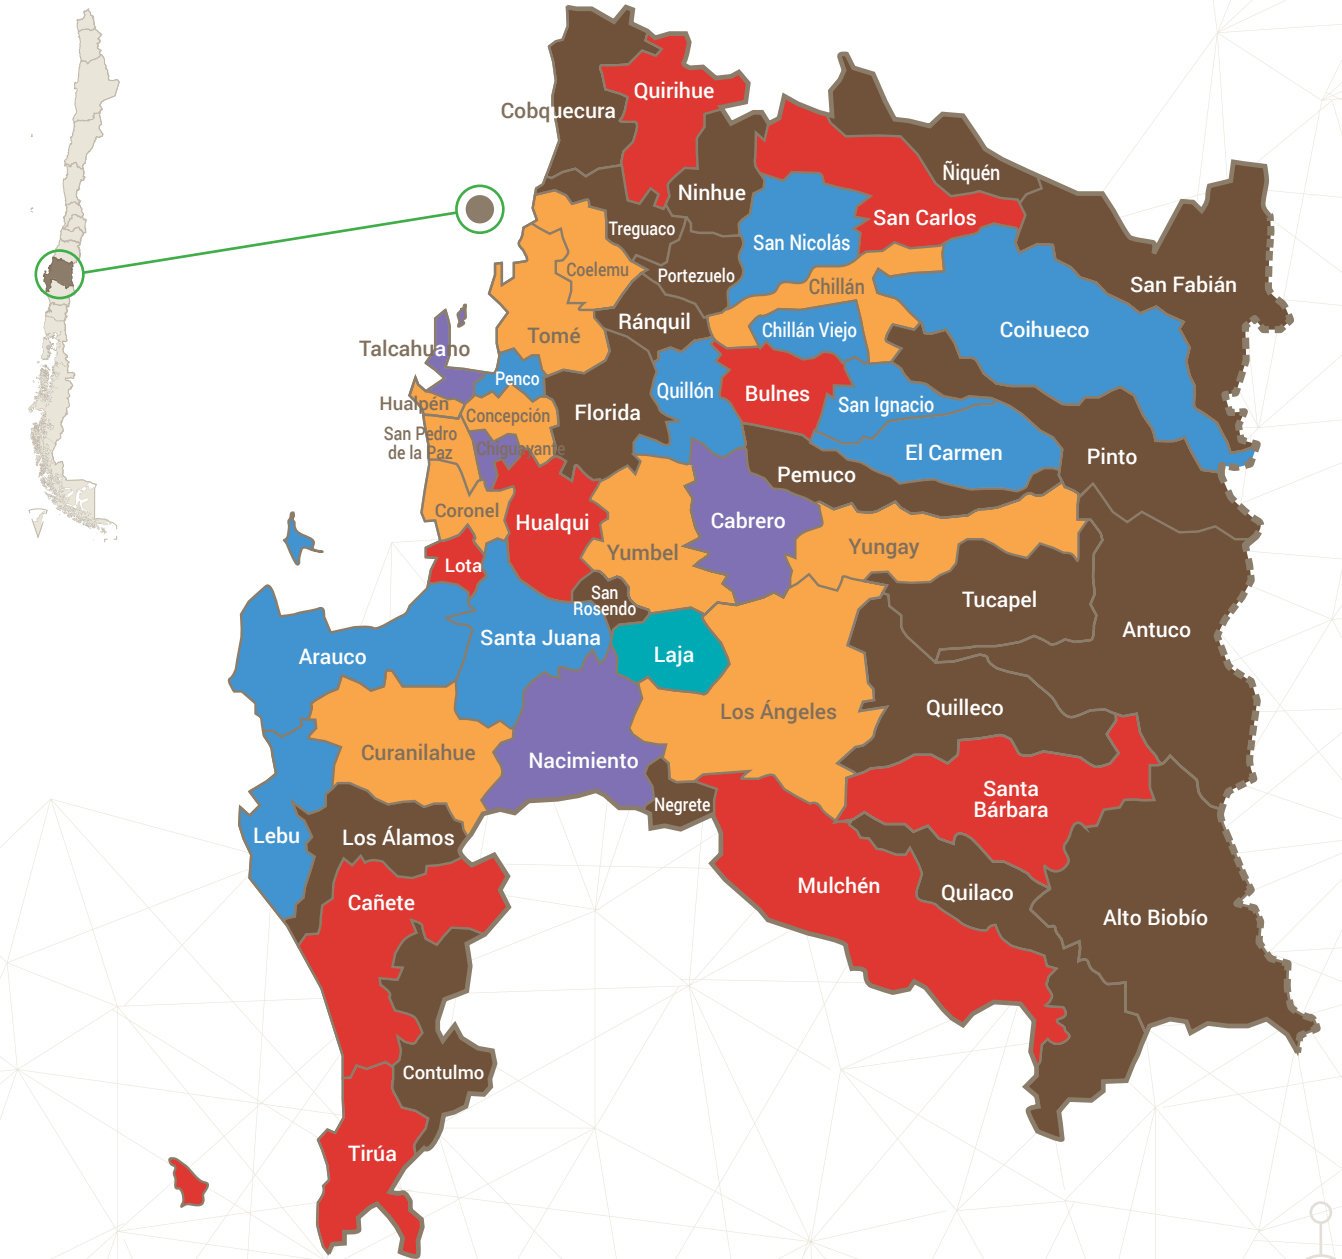 Quirihue
Cobquecura
Ñiquén
Ninhue
San Carlos
Treguaco
San Nicolás
Coelemu
Portezuelo
Chillán
San Fabián
Ránquil
Tomé
Chillán Viejo
Coihueco
Talcahuano
Penco
Quillón
Bulnes
San Ignacio
Hualpén
Concepción
Florida
San Pedro
de la Paz
Chiguayante
El Carmen
Pinto
Pemuco
Coronel
Hualqui
Cabrero
Yumbel
Yungay
Lota
San
Rosendo
Tucapel
Antuco
Santa Juana
Arauco
Laja
Quilleco
Los Ángeles
Curanilahue
Nacimiento
Santa
Bárbara
Negrete
Lebu
Los Álamos
Mulchén
Quilaco
Cañete
Alto Biobío
Contulmo
Tirúa